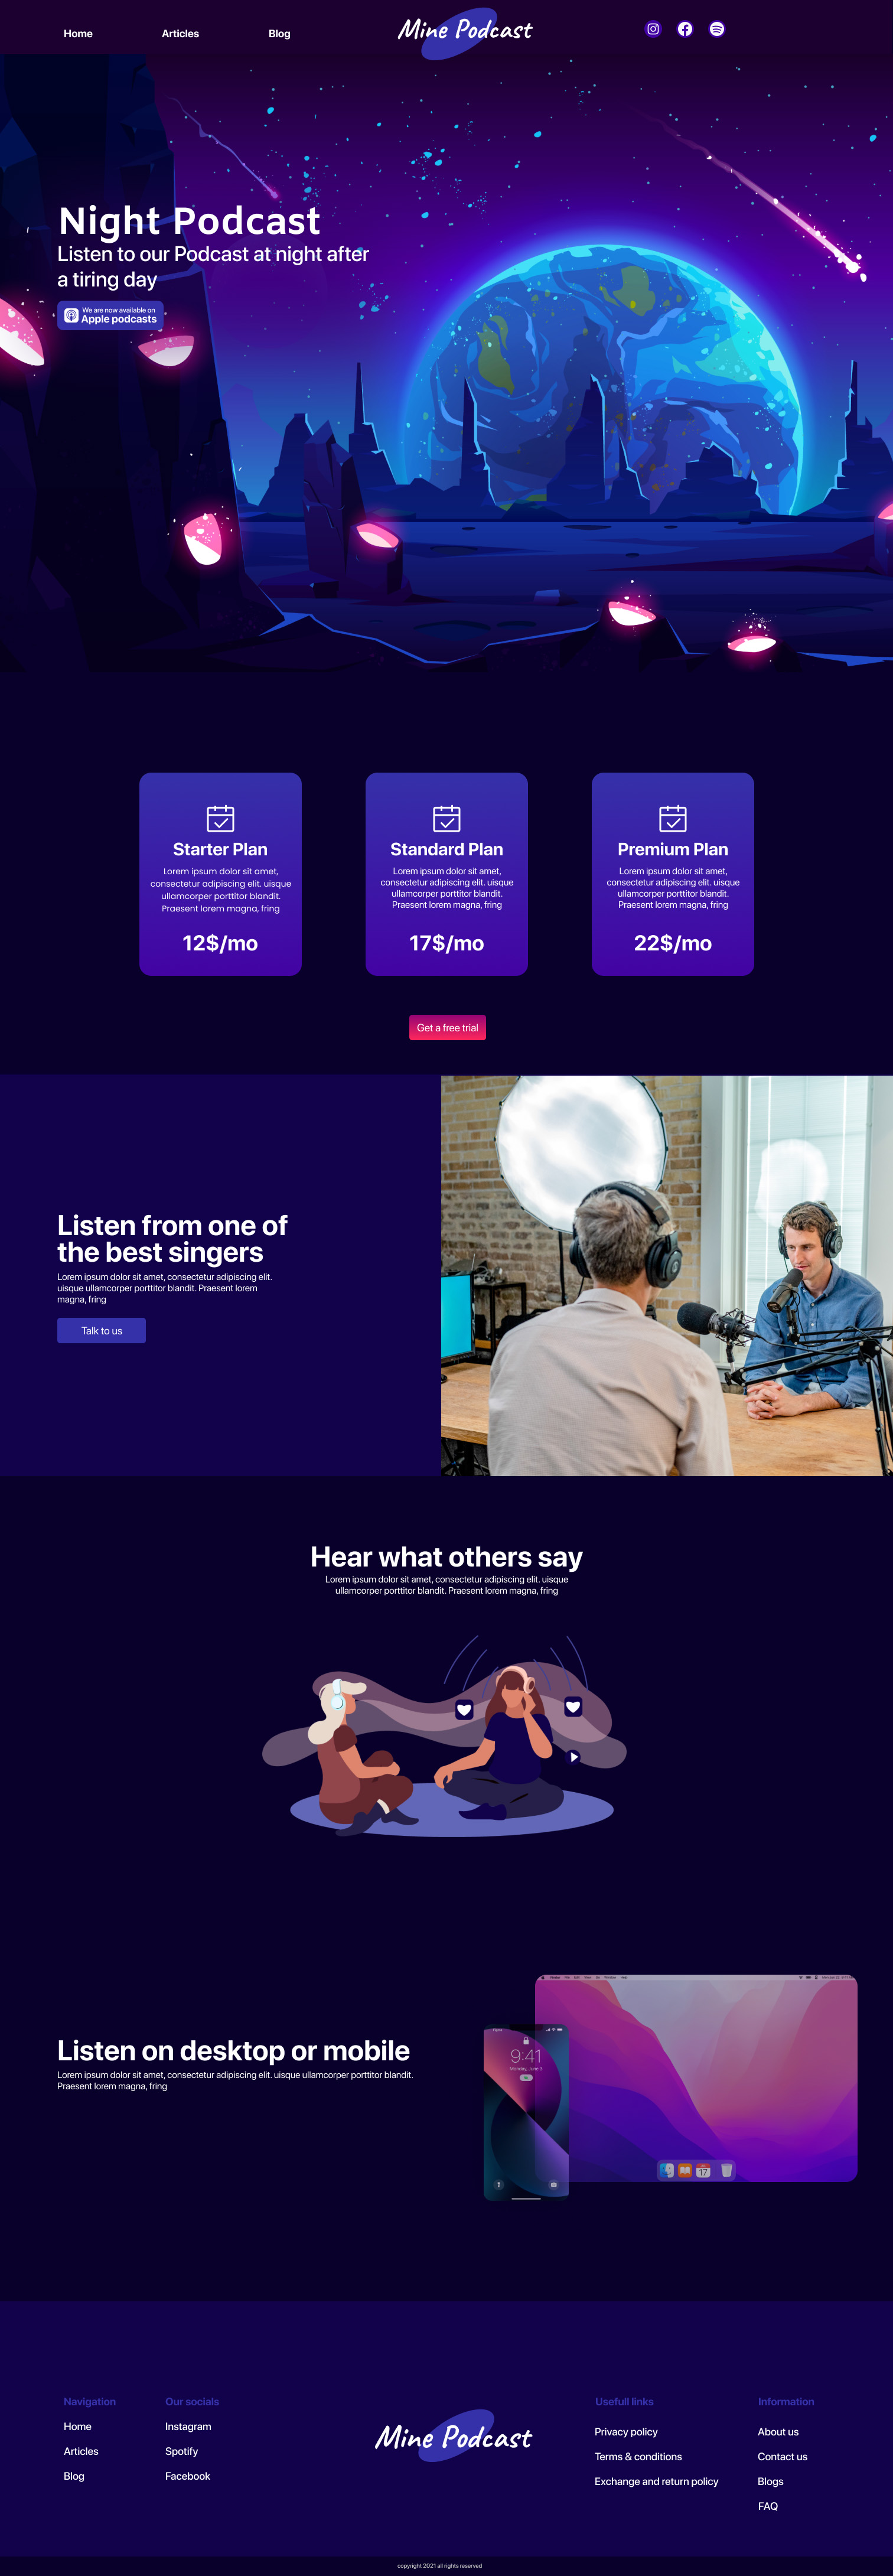 Home
Articles
Blog
Mine Podcast
Night Podcast
Listen to our Podcast at night after
a tiring day
We are now available on
Apple podcasts
Starter Plan
Lorem ipsum dolor sit amet,
consectetur adipiscing elit. uisque
ullamcorper porttitor blandit.
Praesent lorem magna, fring
12$/mo
Standard Plan
Lorem ipsum dolor sit amet,
consectetur adipiscing elit. uisque
ullamcorper porttitor blandit.
Praesent lorem magna, fring
17$/mo
Premium Plan
Lorem ipsum dolor sit amet,
consectetur adipiscing elit. uisque
ullamcorper porttitor blandit.
Praesent lorem magna, fring
22$/mo
Get a free trial
Listen from one of
the best singers
Lorem ipsum dolor sit amet, consectetur adipiscing elit.
uisque ullamcorper porttitor blandit. Praesent lorem
magna, fring
Talk to us
Hear what others say
Lorem ipsum dolor sit amet, consectetur adipiscing elit. uisque
ullamcorper porttitor blandit. Praesent lorem magna, fring
Listen on desktop or mobile
Lorem ipsum dolor sit amet, consectetur adipiscing elit. uisque ullamcorper porttitor blandit.
Praesent lorem magna, fring
9:41
Monday, June 3
17
Navigation
Home
Articles
Blog
Our socials
Instagram
Spotify
Facebook
Mine Podcast
Usefull links
Privacy policy
Terms & conditions
Exchange and return policy
Information
About us
Contact us
Blogs
FAQ
copyright 2021 all rights reserved